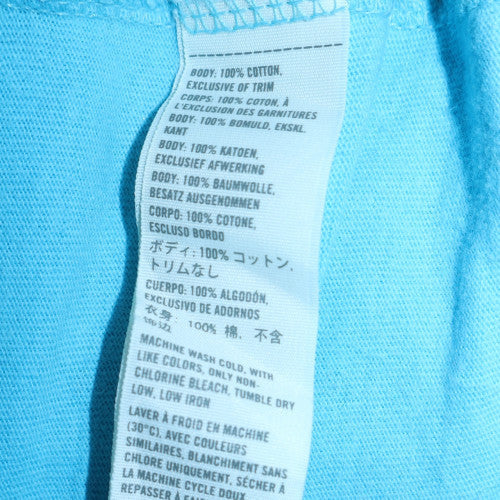 BODY: 100% COTTON,
EXCLUSIVE OF TRIM
CORPS: 100% COTON, À
L'EXCLUSION DES GARNITURES
BODY: 100% BOMULD, EKSKL.
KANT
BODY: 100% KATOEN,
EXCLUSIEF AFWERKING
BODY: 100% BAUMWOLLE,
BESATZ AUSGENOMMEN
CORPO: 100% COTONE,
ESCLUSO BORDO
ボディ: 100% コットン,
トリムなし
CUERPO: 100% ALGODÓN,
EXCLUSIVO DE ADORNOS
衣身: 100% 棉, 不含
饰边
MACHINE WASH COLD, WITH
LIKE COLORS, ONLY NON-
CHLORINE BLEACH, TUMBLE DRY
LOW, LOW IRON
LAVER À FROID EN MACHINE
(30°C), AVEC COULEURS
SIMILAIRES, BLANCHIMENT SANS
CHLORE UNIQUEMENT, SÉCHER À
LA MACHINE CYCLE DOUX
REPASSER À